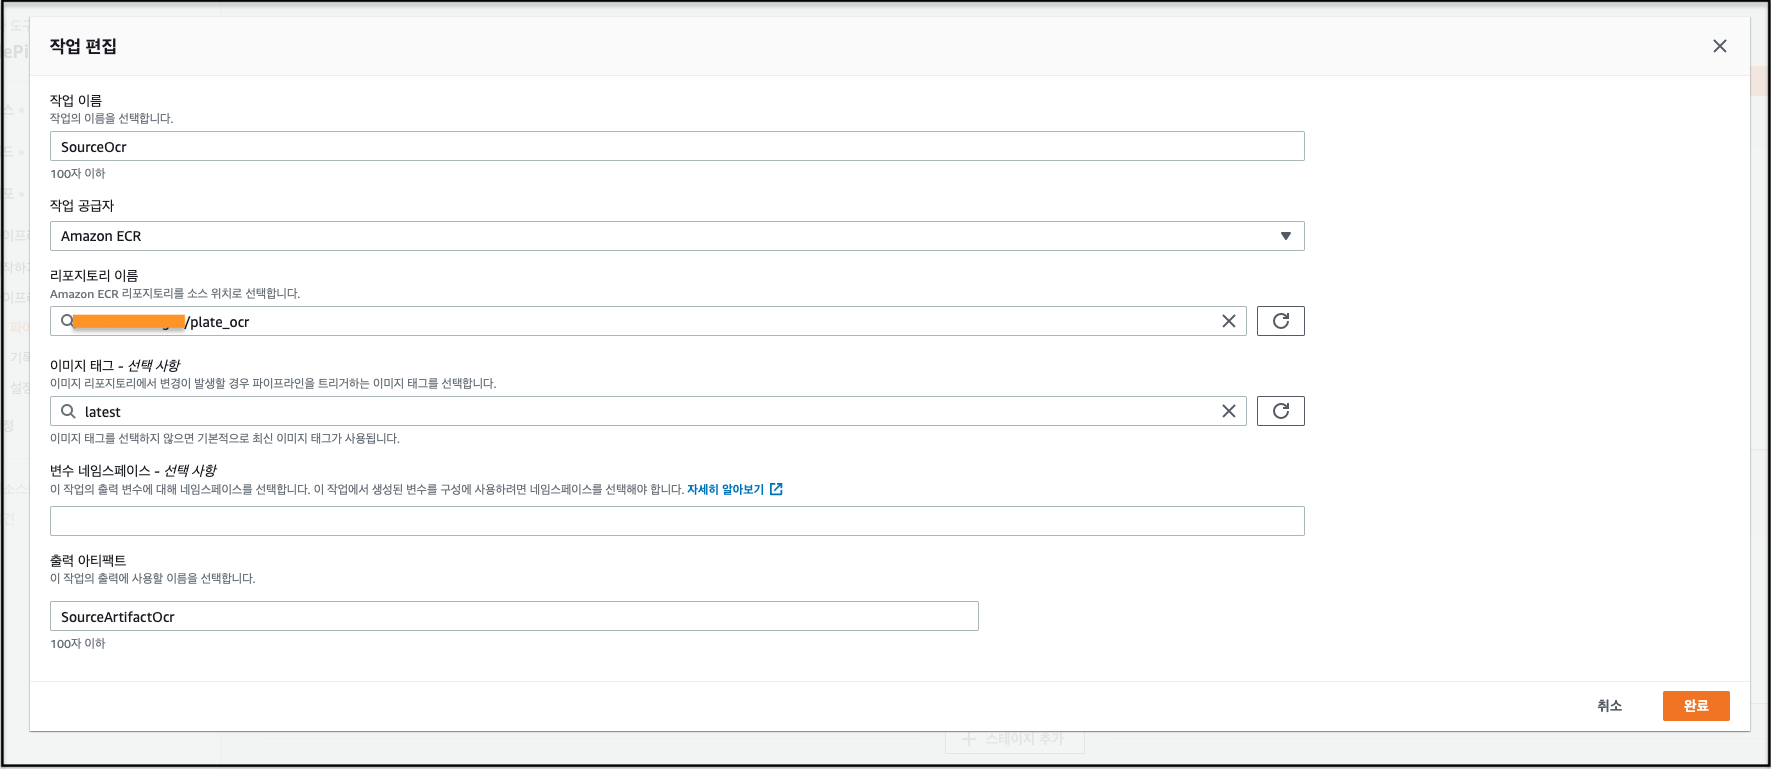 작업 편집
작업 이름
작업의 이름을 선택합니다.
SourceOcr
100자 이하
작업 공급자
Amazon ECR
리포지토리 이름
Amazon ECR 리포지토리를 소스 위치로 선택합니다.
/plate_ocr
이미지 태그 - 선택 사항
이미지 리포지토리에서 변경이 발생할 경우 파이프라인을 트리거하는 이미지 태그를 선택합니다.
latest
이미지 태그를 선택하지 않으면 기본적으로 최신 이미지 태그가 사용됩니다.
변수 네임스페이스 - 선택 사항
이 작업의 출력 변수에 대해 네임스페이스를 선택합니다. 이 작업에서 생성된 변수를 구성에 사용하려면 네임스페이스를 선택해야 합니다. 자세히 알아보기
출력 아티팩트
이 작업의 출력에 사용할 이름을 선택합니다.
SourceArtifactOcr
100자 이하
취소
완료
스테이지 추가